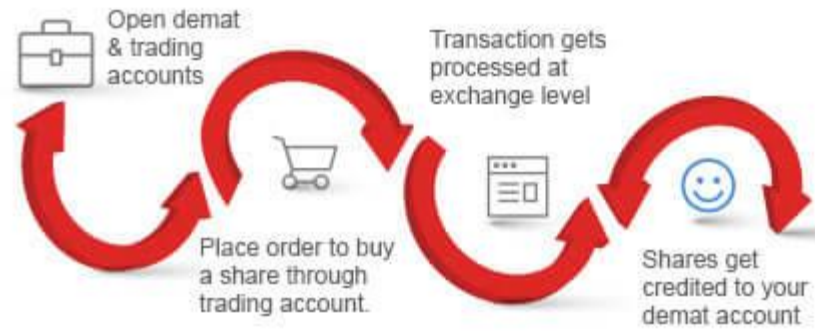 Open demat
& trading
accounts
Place order to buy
a share through
trading account.
Transaction gets
processed at
exchange level
Shares get
credited to your
demat account